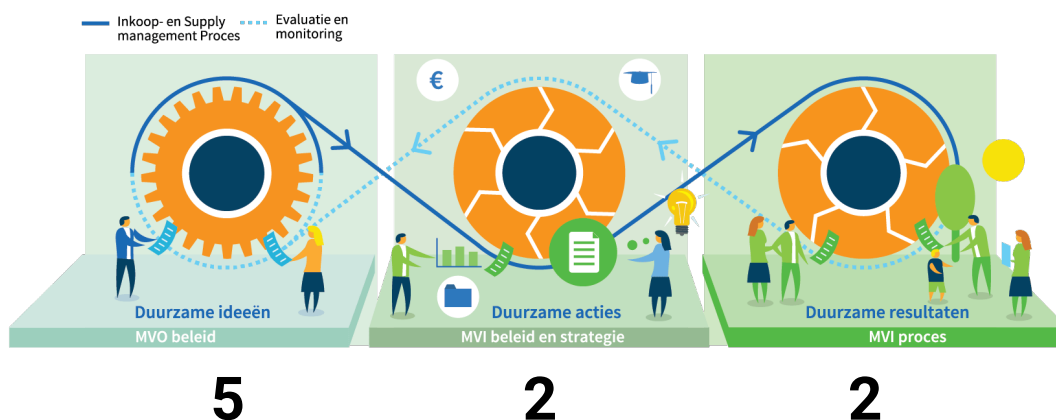 Inkoop- en Supply
management Proces
Evaluatie en
monitoring
€
Duurzame ideeën
MVO beleid
Duurzame acties
MVI beleid en strategie
Duurzame resultaten
MVI proces
5
2
2